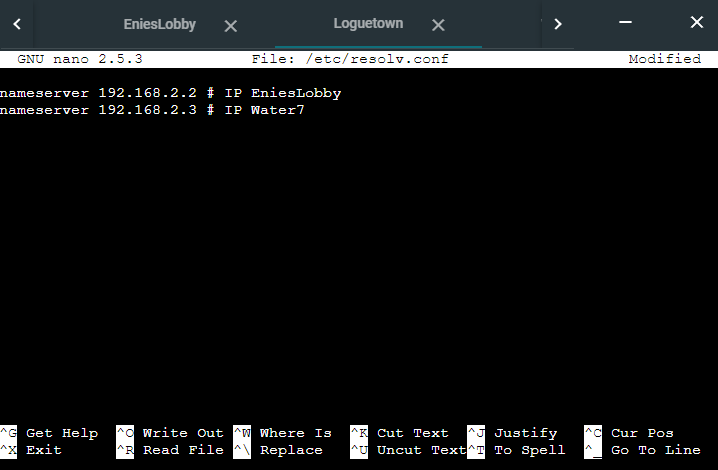 EniesLobby Loguetown
GNU nano 2.5.3 File: /etc/resolv.conf Modified
nameserver 192.168.2.2 # IP EniesLobby
nameserver 192.168.2.3 # IP Water7
^G Get Help ^O Write Out ^W Where Is ^K Cut Text ^J Justify ^C Cur Pos
^X Exit ^R Read File ^\ Replace ^U Uncut Text ^T To Spell ^_ Go To Line